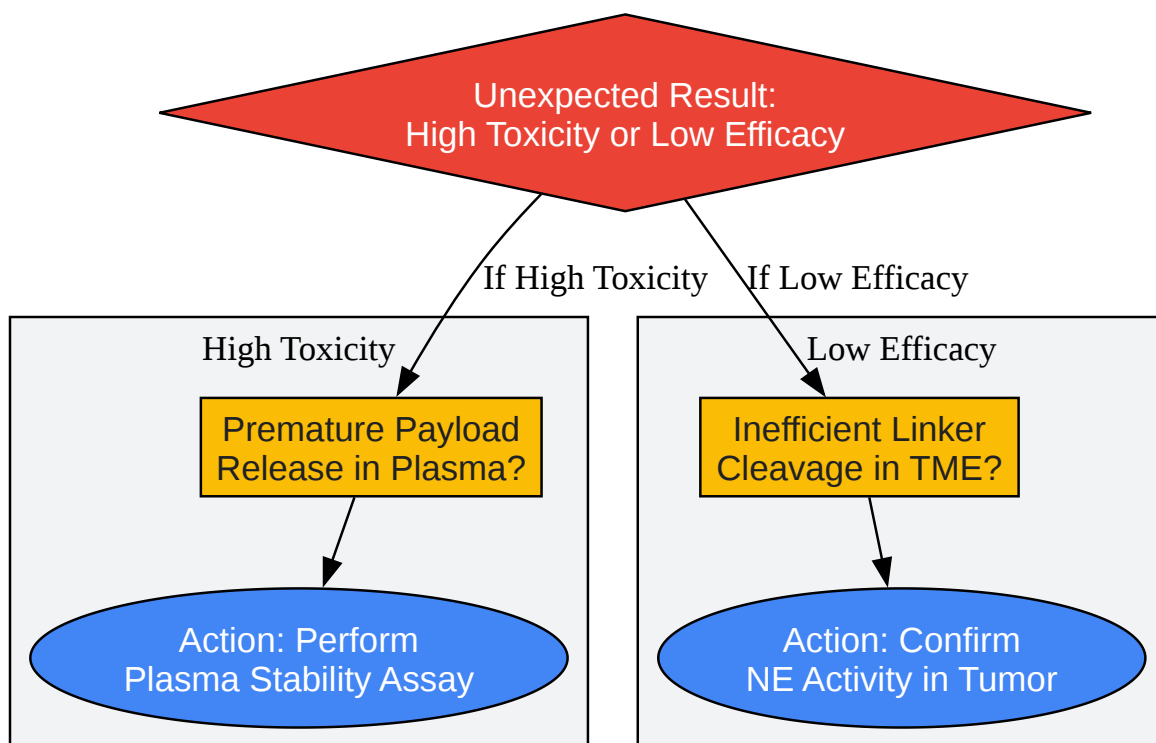 Unexpected Result:
High Toxicity or Low Efficacy
If High Toxicity
If Low Efficacy
High Toxicity
Low Efficacy
Premature Payload
Release in Plasma?
Inefficient Linker
Cleavage in TME?
Action: Perform
Plasma Stability Assay
Action: Confirm
NE Activity in Tumor